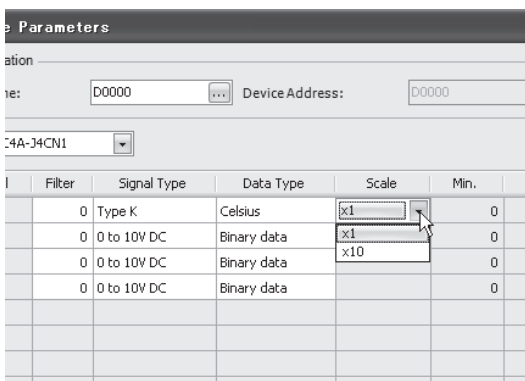 e Parameters
ation
ne: D0000 ... Device Address: D0000
C4A-J4CN1
l Filter Signal Type Data Type Scale Min.
0 Type K Celsius x1 0
0 0 to 10V DC Binary data x1 0
0 0 to 10V DC Binary data x10 0
0 0 to 10V DC Binary data 0